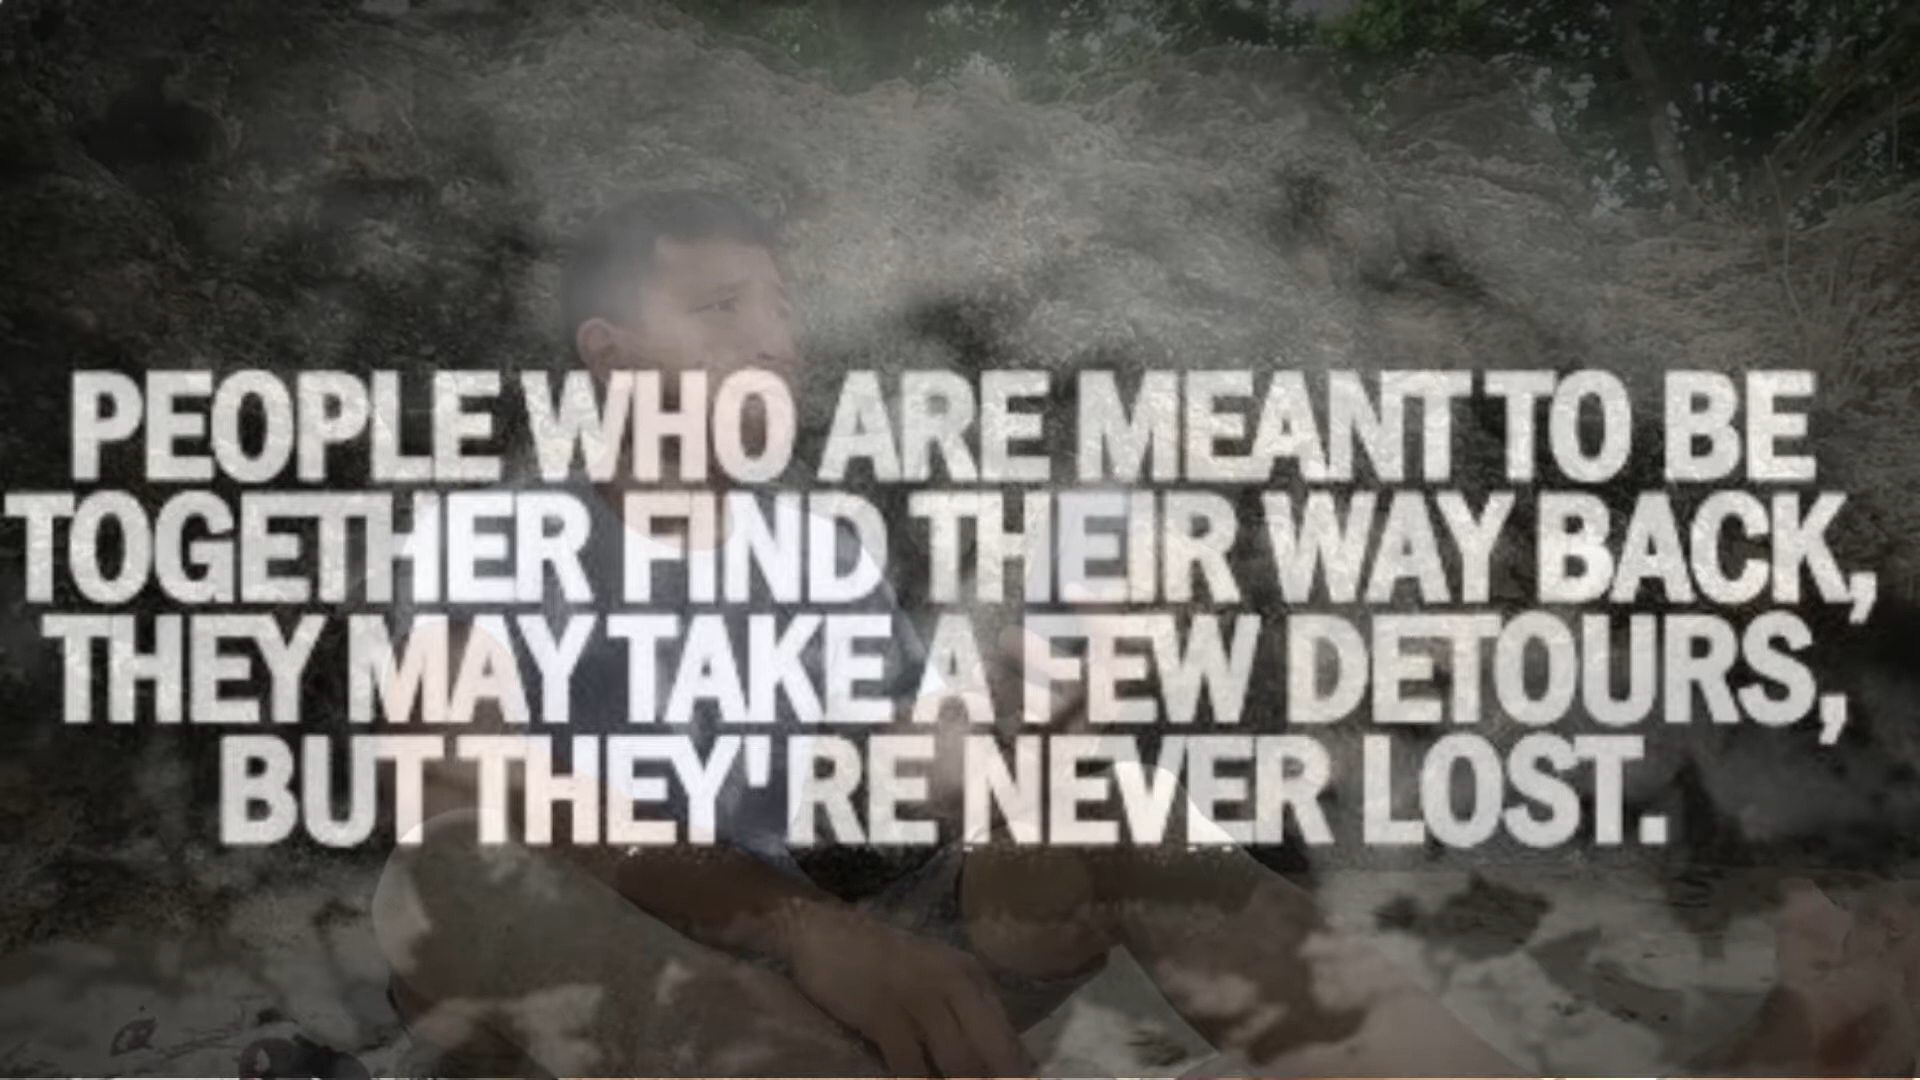 PEOPLE WHO ARE MEANT TO BE
TOGETHER FIND THEIR WAY BACK,
THEY MAY TAKE A FEW DETOURS,
BUT THEY'RE NEVER LOST.